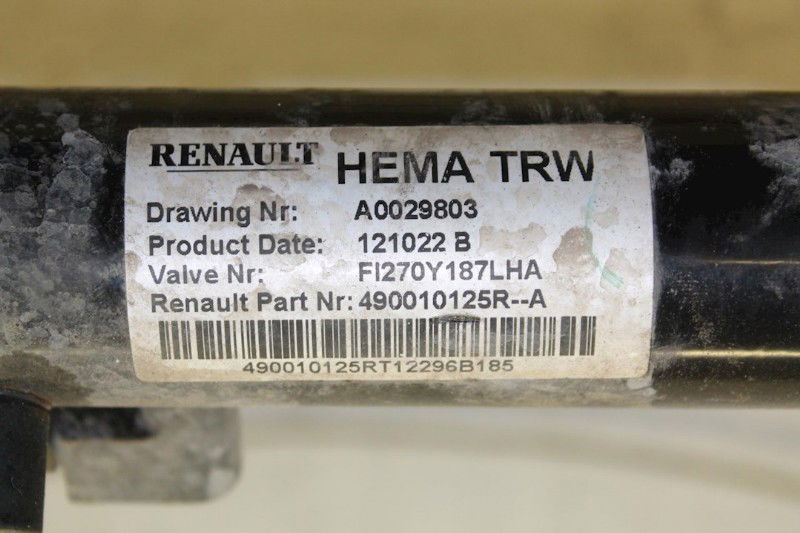 RENAULT HEMA TRW
Drawing Nr: A0029803
Product Date: 121022 B
Valve Nr: FI270Y187LHA
Renault Part Nr: 490010125R--A
490010125RT12296B185